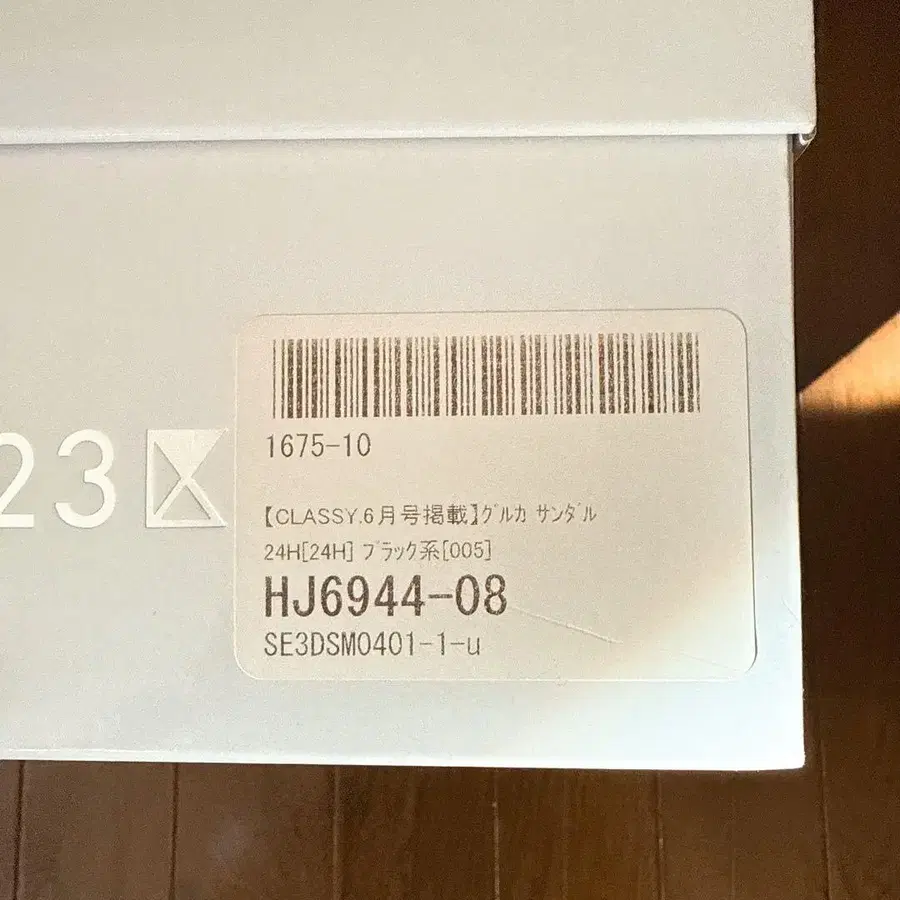 23
1675-10
【CLASSY.6月号掲載】ｸﾞﾙｶ ｻﾝﾀﾞﾙ
24H[24H] ﾌﾞﾗｯｸ系[005]
HJ6944-08
SE3DSM0401-1-u